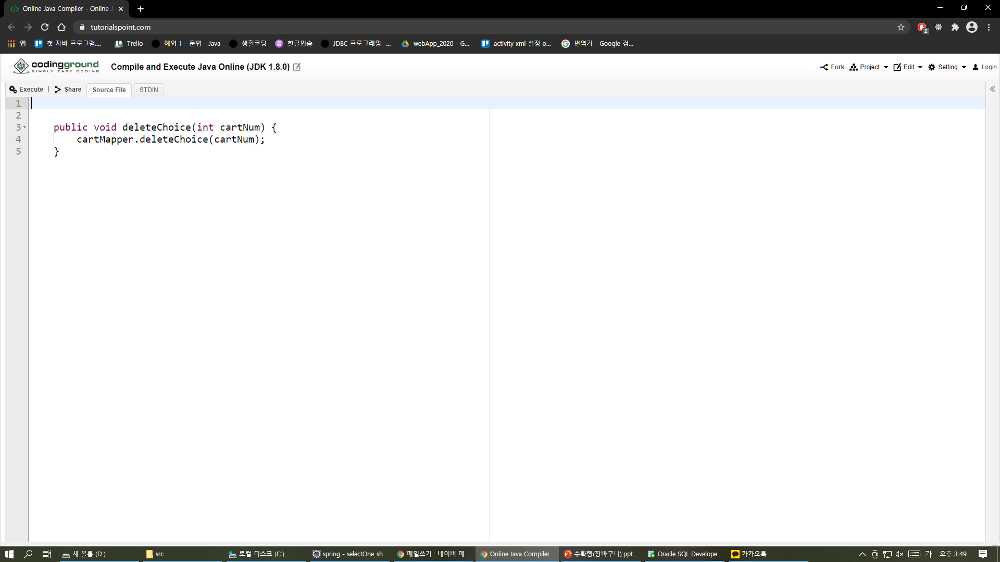 Online Java Compiler - Online J
tutorialspoint.com
2
앱 첫 자바 프로그램.... Trello 예외 1 - 문법 - Java 생활코딩 한글입숨 JDBC 프로그래밍 -... webApp_2020 - G... activity xml 설정 o... 번역기 - Google 검...
codingground
SIMPLY EASY CODING
Compile and Execute Java Online (JDK 1.8.0)
Fork Project Edit Setting Login
Execute | Share Source File STDIN
1
2
3 public void deleteChoice(int cartNum) {
4 cartMapper.deleteChoice(cartNum);
5 }
새 볼륨 (D:) src 로컬 디스크 (C:) spring - selectOne_sh... 메일쓰기 : 네이버 메... Online Java Compiler... 수확행(장바구니).ppt... Oracle SQL Develope... 카카오톡 가 오후 3:49